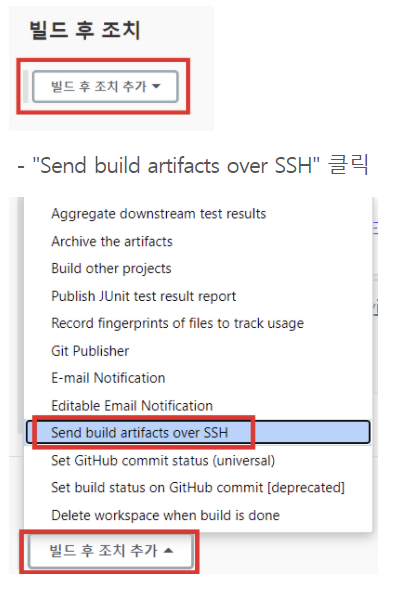 빌드 후 조치
빌드 후 조치 추가
- "Send build artifacts over SSH" 클릭
Aggregate downstream test results
Archive the artifacts
Build other projects
Publish JUnit test result report
Record fingerprints of files to track usage
Git Publisher
E-mail Notification
Editable Email Notification
Send build artifacts over SSH
Set GitHub commit status (universal)
Set build status on GitHub commit [deprecated]
Delete workspace when build is done
빌드 후 조치 추가